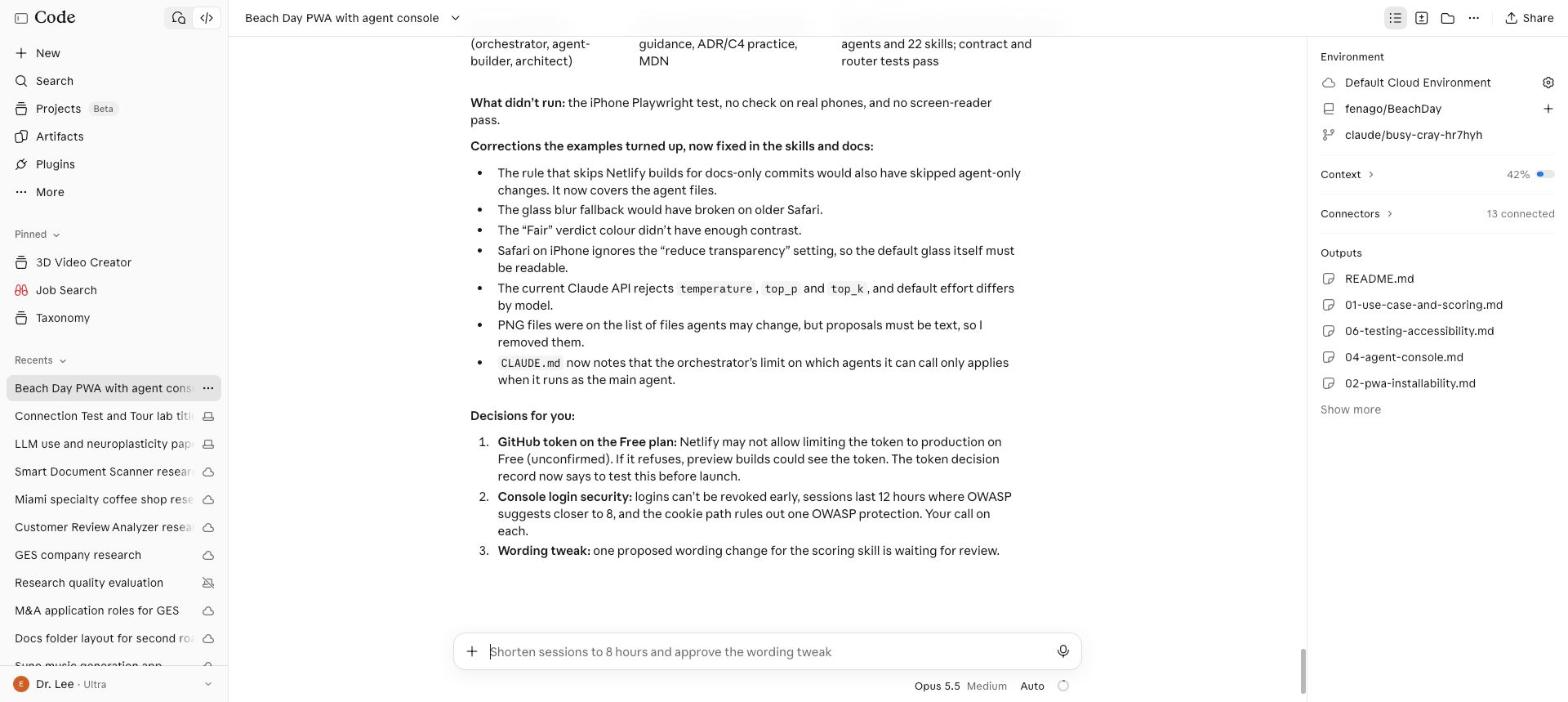 Code
New
Search
Projects Beta
Artifacts
Plugins
More
Pinned
3D Video Creator
Job Search
Taxonomy
Recents
Beach Day PWA with agent cons
Connection Test and Tour lab titl
LLM use and neuroplasticity pap
Smart Document Scanner resear
Miami specialty coffee shop rese
Customer Review Analyzer resea
GES company research
Research quality evaluation
M&A application roles for GES
Docs folder layout for second roa
Suno music generation app
E Dr. Lee · Ultra
Beach Day PWA with agent console
Share
(orchestrator, agent- guidance, ADR/C4 practice, agents and 22 skills; contract and
builder, architect) MDN router tests pass
What didn’t run: the iPhone Playwright test, no check on real phones, and no screen-reader
pass.
Corrections the examples turned up, now fixed in the skills and docs:
• The rule that skips Netlify builds for docs-only commits would also have skipped agent-only
changes. It now covers the agent files.
• The glass blur fallback would have broken on older Safari.
• The “Fair” verdict colour didn’t have enough contrast.
• Safari on iPhone ignores the “reduce transparency” setting, so the default glass itself must
be readable.
• The current Claude API rejects temperature, top_p and top_k, and default effort differs
by model.
• PNG files were on the list of files agents may change, but proposals must be text, so I
removed them.
• CLAUDE.md now notes that the orchestrator’s limit on which agents it can call only applies
when it runs as the main agent.
Decisions for you:
1. GitHub token on the Free plan: Netlify may not allow limiting the token to production on
Free (unconfirmed). If it refuses, preview builds could see the token. The token decision
record now says to test this before launch.
2. Console login security: logins can’t be revoked early, sessions last 12 hours where OWASP
suggests closer to 8, and the cookie path rules out one OWASP protection. Your call on
each.
3. Wording tweak: one proposed wording change for the scoring skill is waiting for review.
Shorten sessions to 8 hours and approve the wording tweak
Opus 5.5 Medium Auto
Environment
Default Cloud Environment
fenago/BeachDay
claude/busy-cray-hr7hyh
Context 42%
Connectors 13 connected
Outputs
README.md
01-use-case-and-scoring.md
06-testing-accessibility.md
04-agent-console.md
02-pwa-installability.md
Show more